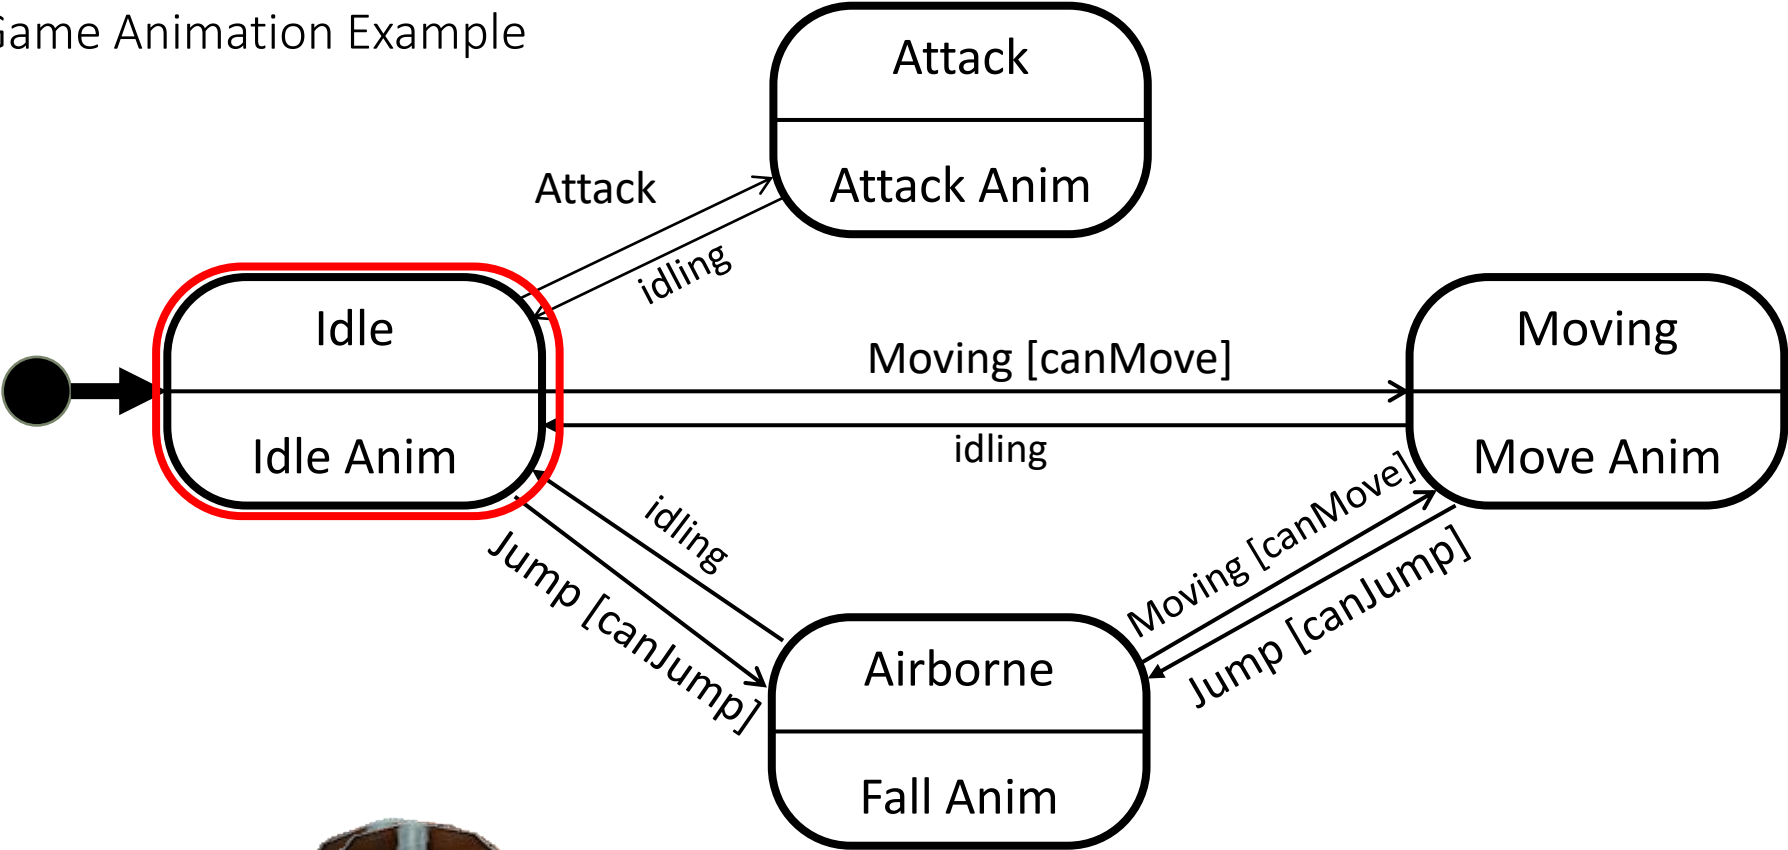 Game Animation Example
Attack
Attack Anim
Attack
idling
Idle
Idle Anim
Moving [canMove]
idling
Moving
Move Anim
idling
Jump [canJump]
Moving [canMove]
Jump [canJump]
Airborne
Fall Anim